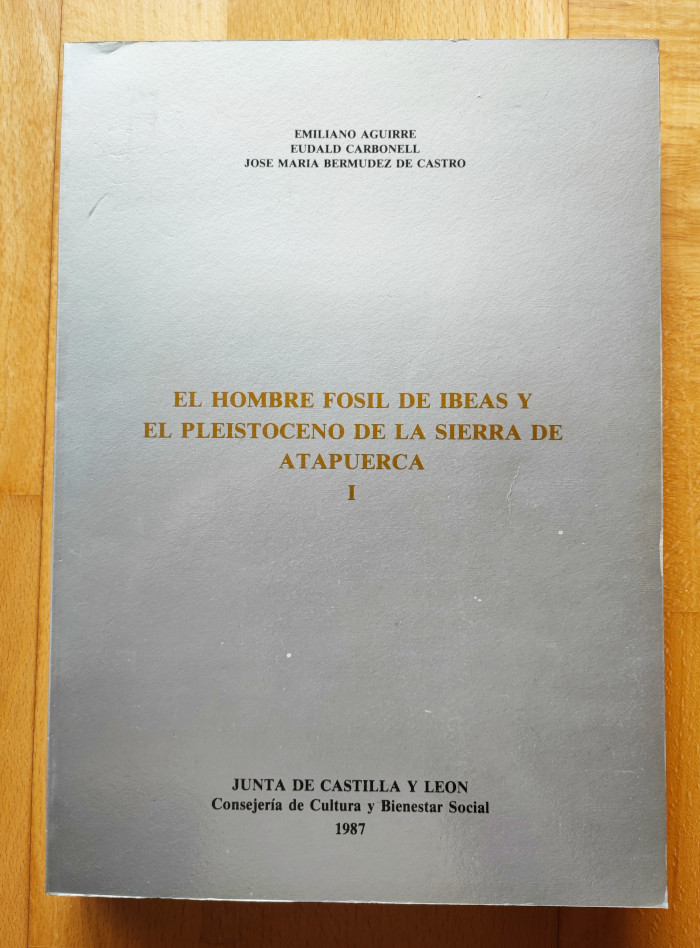 EMILIANO AGUIRRE
EUDALD CARBONELL
JOSE MARIA BERMUDEZ DE CASTRO
EL HOMBRE FOSIL DE IBEAS Y
EL PLEISTOCENO DE LA SIERRA DE
ATAPUERCA
I
JUNTA DE CASTILLA Y LEON
Consejería de Cultura y Bienestar Social
1987